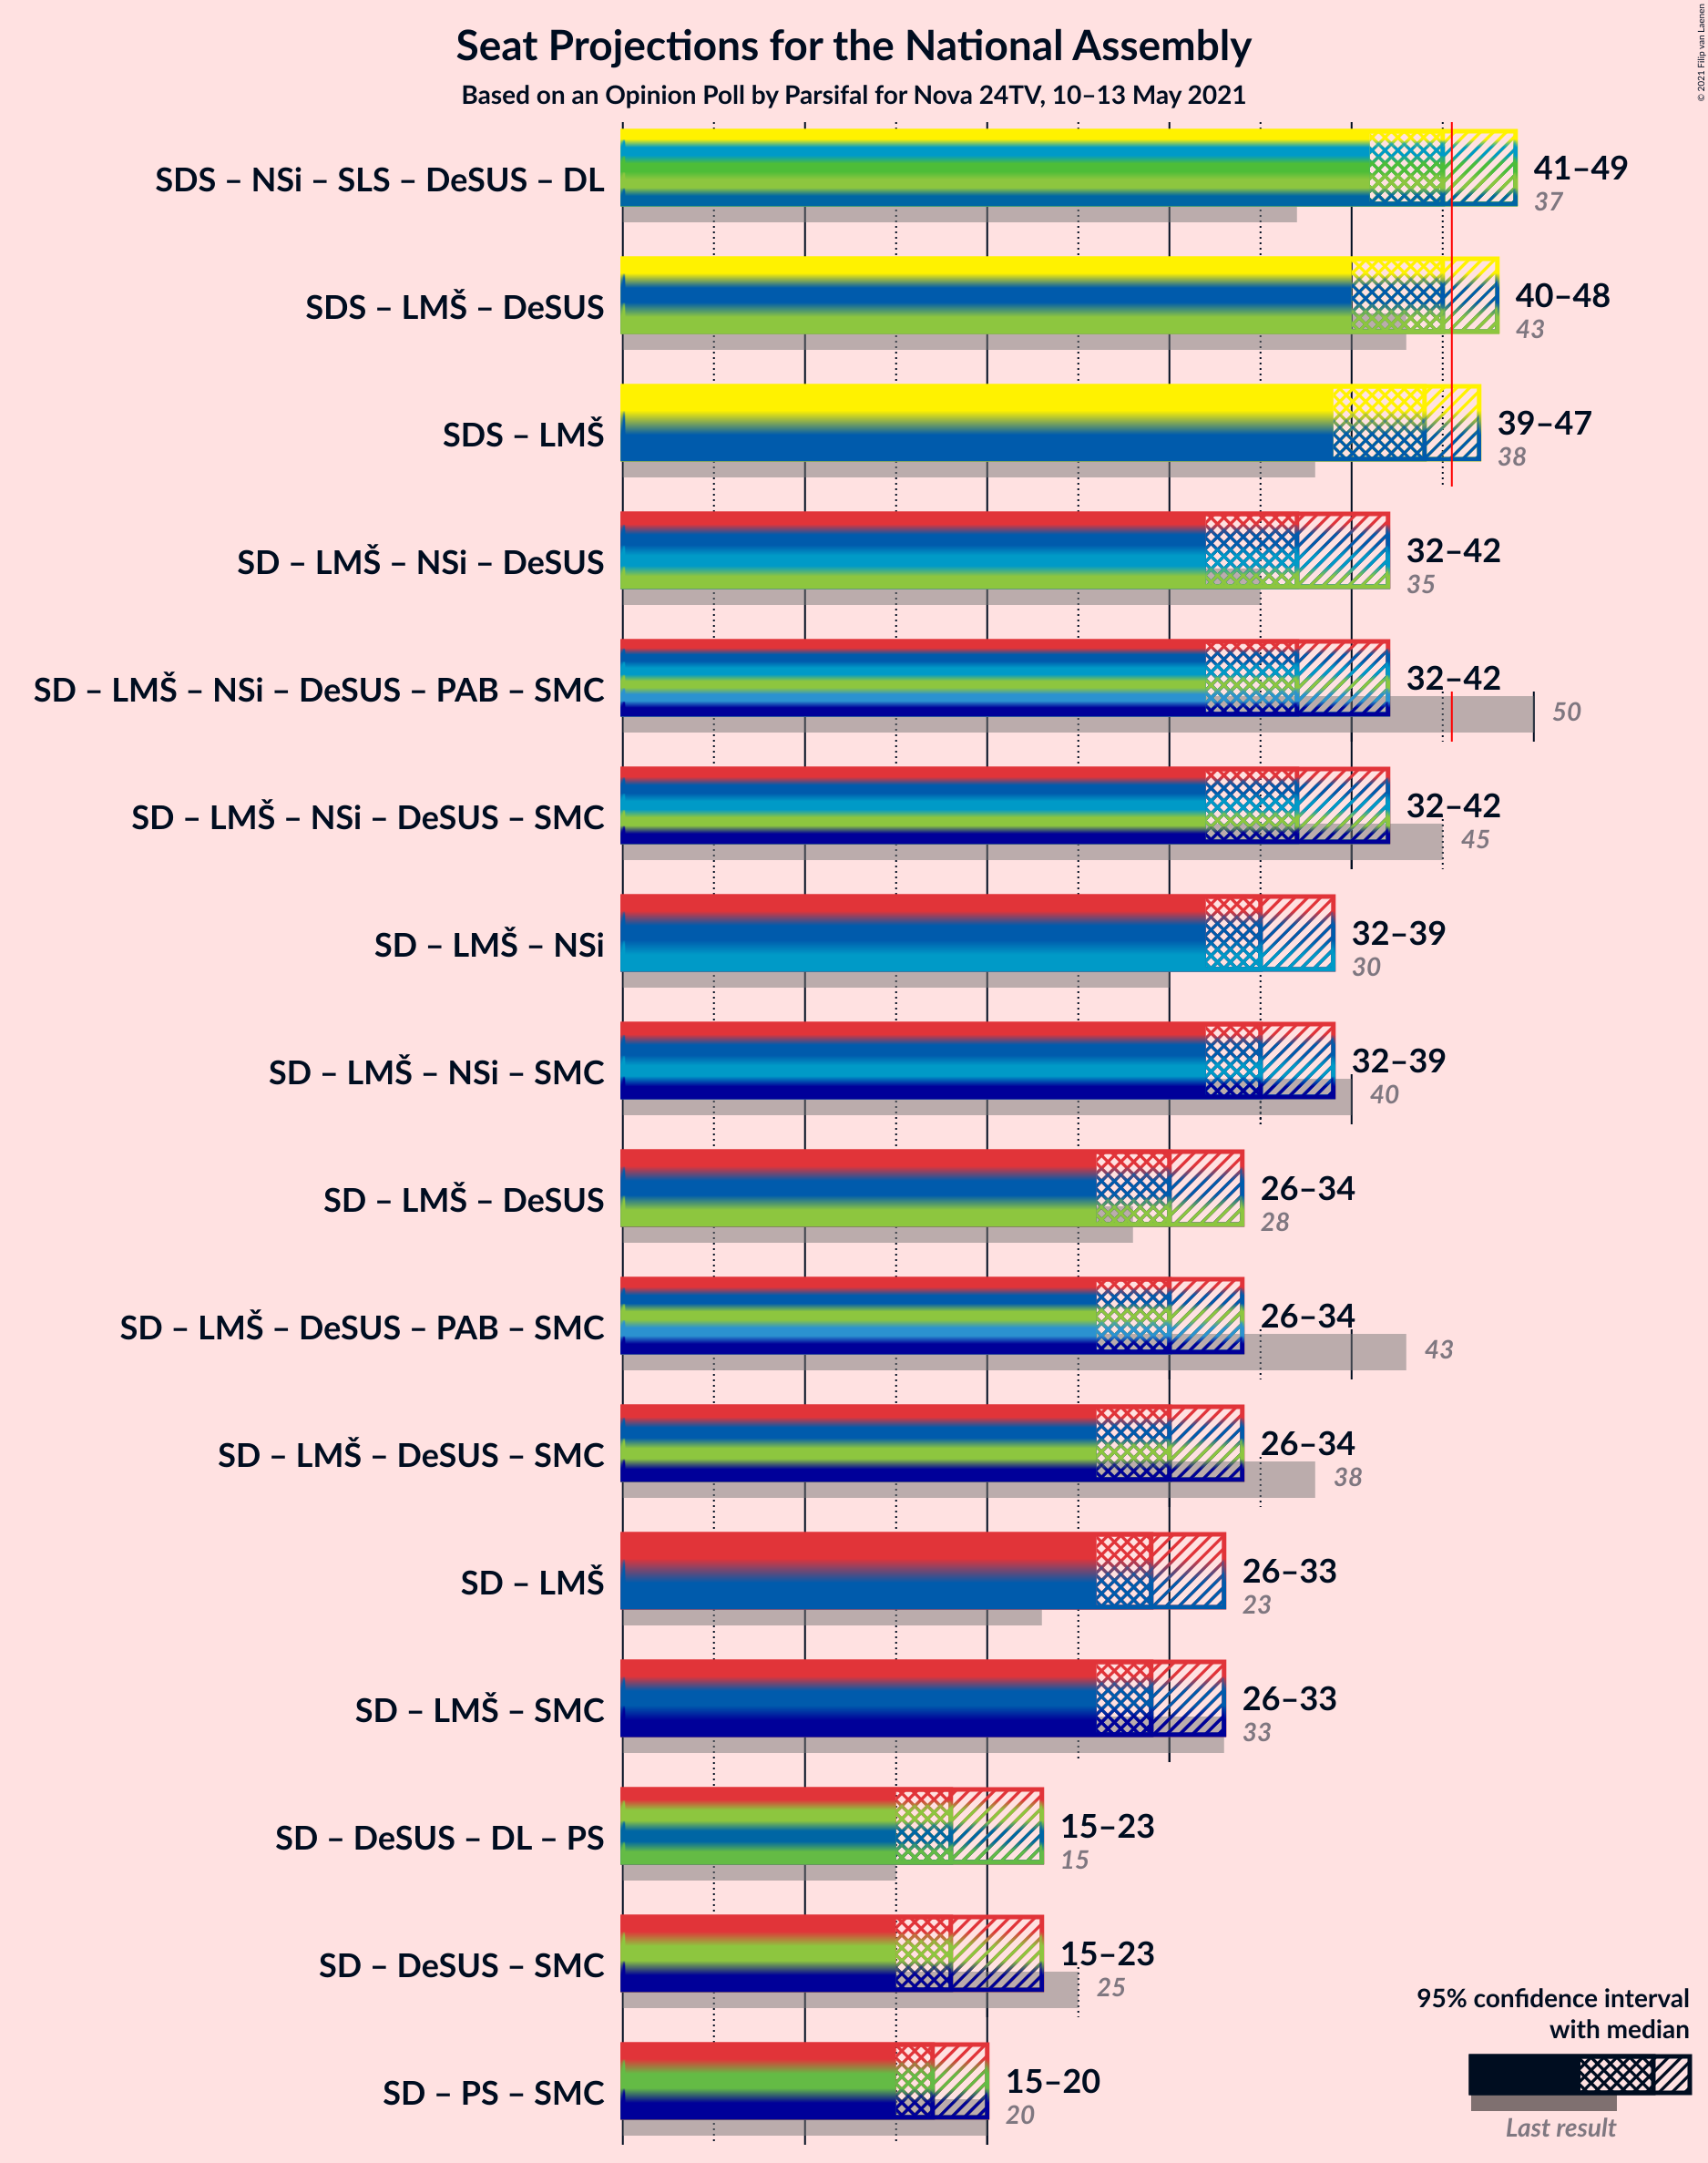 Seat Projections for the National Assembly
Based on an Opinion Poll by Parsifal for Nova 24TV, 10–13 May 2021
© 2021 Filip van Laenen
SDS – NSi – SLS – DeSUS – DL
41–49
37
SDS – LMŠ – DeSUS
40–48
43
SDS – LMŠ
39–47
38
SD – LMŠ – NSi – DeSUS
32–42
35
SD – LMŠ – NSi – DeSUS – PAB – SMC
32–42
50
SD – LMŠ – NSi – DeSUS – SMC
32–42
45
SD – LMŠ – NSi
32–39
30
SD – LMŠ – NSi – SMC
32–39
40
SD – LMŠ – DeSUS
26–34
28
SD – LMŠ – DeSUS – PAB – SMC
26–34
43
SD – LMŠ – DeSUS – SMC
26–34
38
SD – LMŠ
26–33
23
SD – LMŠ – SMC
26–33
33
SD – DeSUS – DL – PS
15–23
15
SD – DeSUS – SMC
15–23
25
SD – PS – SMC
15–20
20
95% confidence interval
with median
Last result